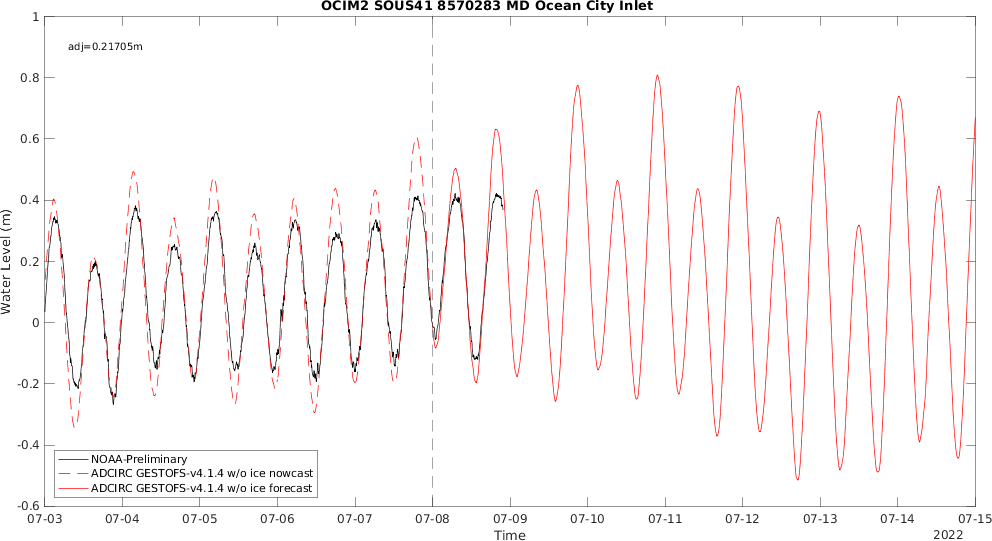 OCIM2 SOUS41 8570283 MD Ocean City Inlet
adj=0.21705m
Water Level (m)
1
0.8
0.6
0.4
0.2
0
-0.2
-0.4
-0.6
NOAA-Preliminary
ADCIRC GESTOFS-v4.1.4 w/o ice nowcast
ADCIRC GESTOFS-v4.1.4 w/o ice forecast
07-03 07-04 07-05 07-06 07-07 07-08 07-09 07-10 07-11 07-12 07-13 07-14 07-15
Time
2022